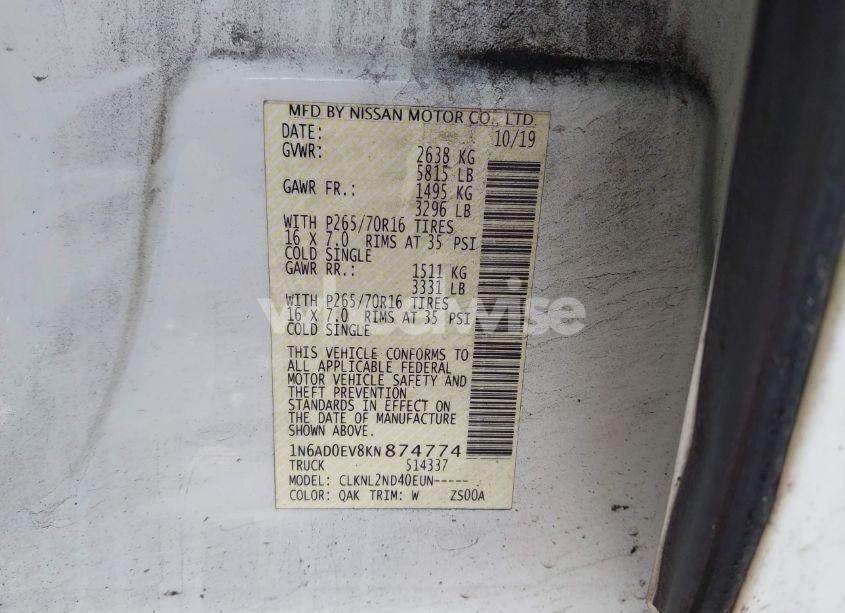 MFD BY NISSAN MOTOR CO., LTD.
DATE: 10/19
GVWR: 2638 KG
5815 LB
GAWR FR.: 1495 KG
3296 LB
WITH P265/70R16 TIRES
16 X 7.0 RIMS AT 35 PSI
COLD SINGLE
GAWR RR.: 1511 KG
3331 LB
WITH P265/70R16 TIRES
16 X 7.0 RIMS AT 35 PSI
COLD SINGLE
THIS VEHICLE CONFORMS TO
ALL APPLICABLE FEDERAL
MOTOR VEHICLE SAFETY AND
THEFT PREVENTION
STANDARDS IN EFFECT ON
THE DATE OF MANUFACTURE
SHOWN ABOVE.
1N6AD0EV8KN874774
TRUCK 514337
MODEL: CLKNL2ND40EUN-----
COLOR: QAK TRIM: W ZS00A